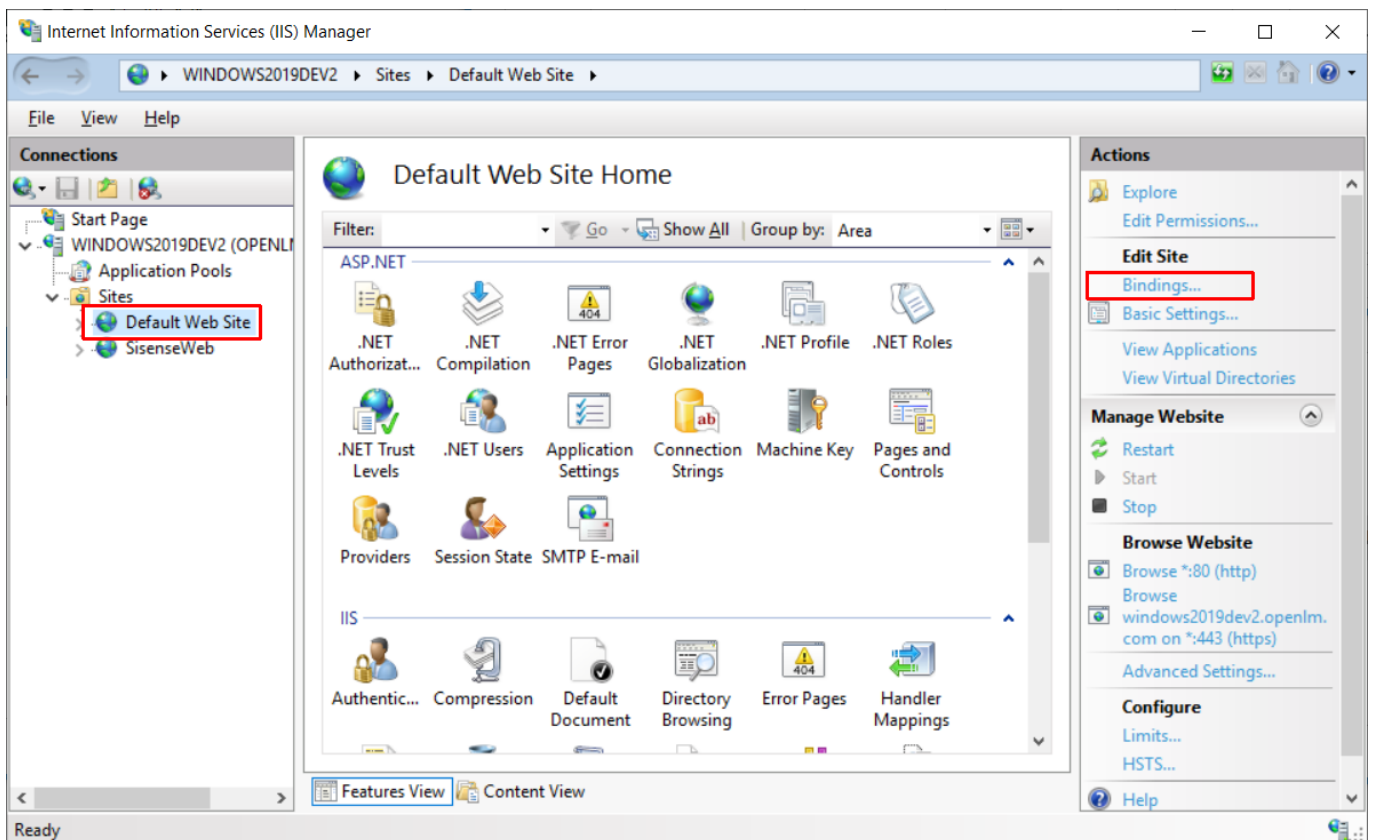 Internet Information Services (IIS) Manager
WINDOWS2019DEV2 Sites Default Web Site
File View Help
Connections
Start Page
WINDOWS2019DEV2 (OPENLM
Application Pools
Sites
Default Web Site
SisenseWeb
Default Web Site Home
Filter: Go Show All Group by: Area
ASP.NET
404
.NET
Authorizat...
.NET
Compilation
.NET Error
Pages
.NET
Globalization
.NET Profile
.NET Roles
ab
.NET Trust
Levels
.NET Users
Application
Settings
Connection
Strings
Machine Key
Pages and
Controls
Providers
Session State
SMTP E-mail
IIS
404
Authentic...
Compression
Default
Document
Directory
Browsing
Error Pages
Handler
Mappings
Features View Content View
Actions
Explore
Edit Permissions...
Edit Site
Bindings...
Basic Settings...
View Applications
View Virtual Directories
Manage Website
Restart
Start
Stop
Browse Website
Browse *:80 (http)
Browse
windows2019dev2.openlm.
com on *:443 (https)
Advanced Settings...
Configure
Limits...
HSTS...
Help
Ready